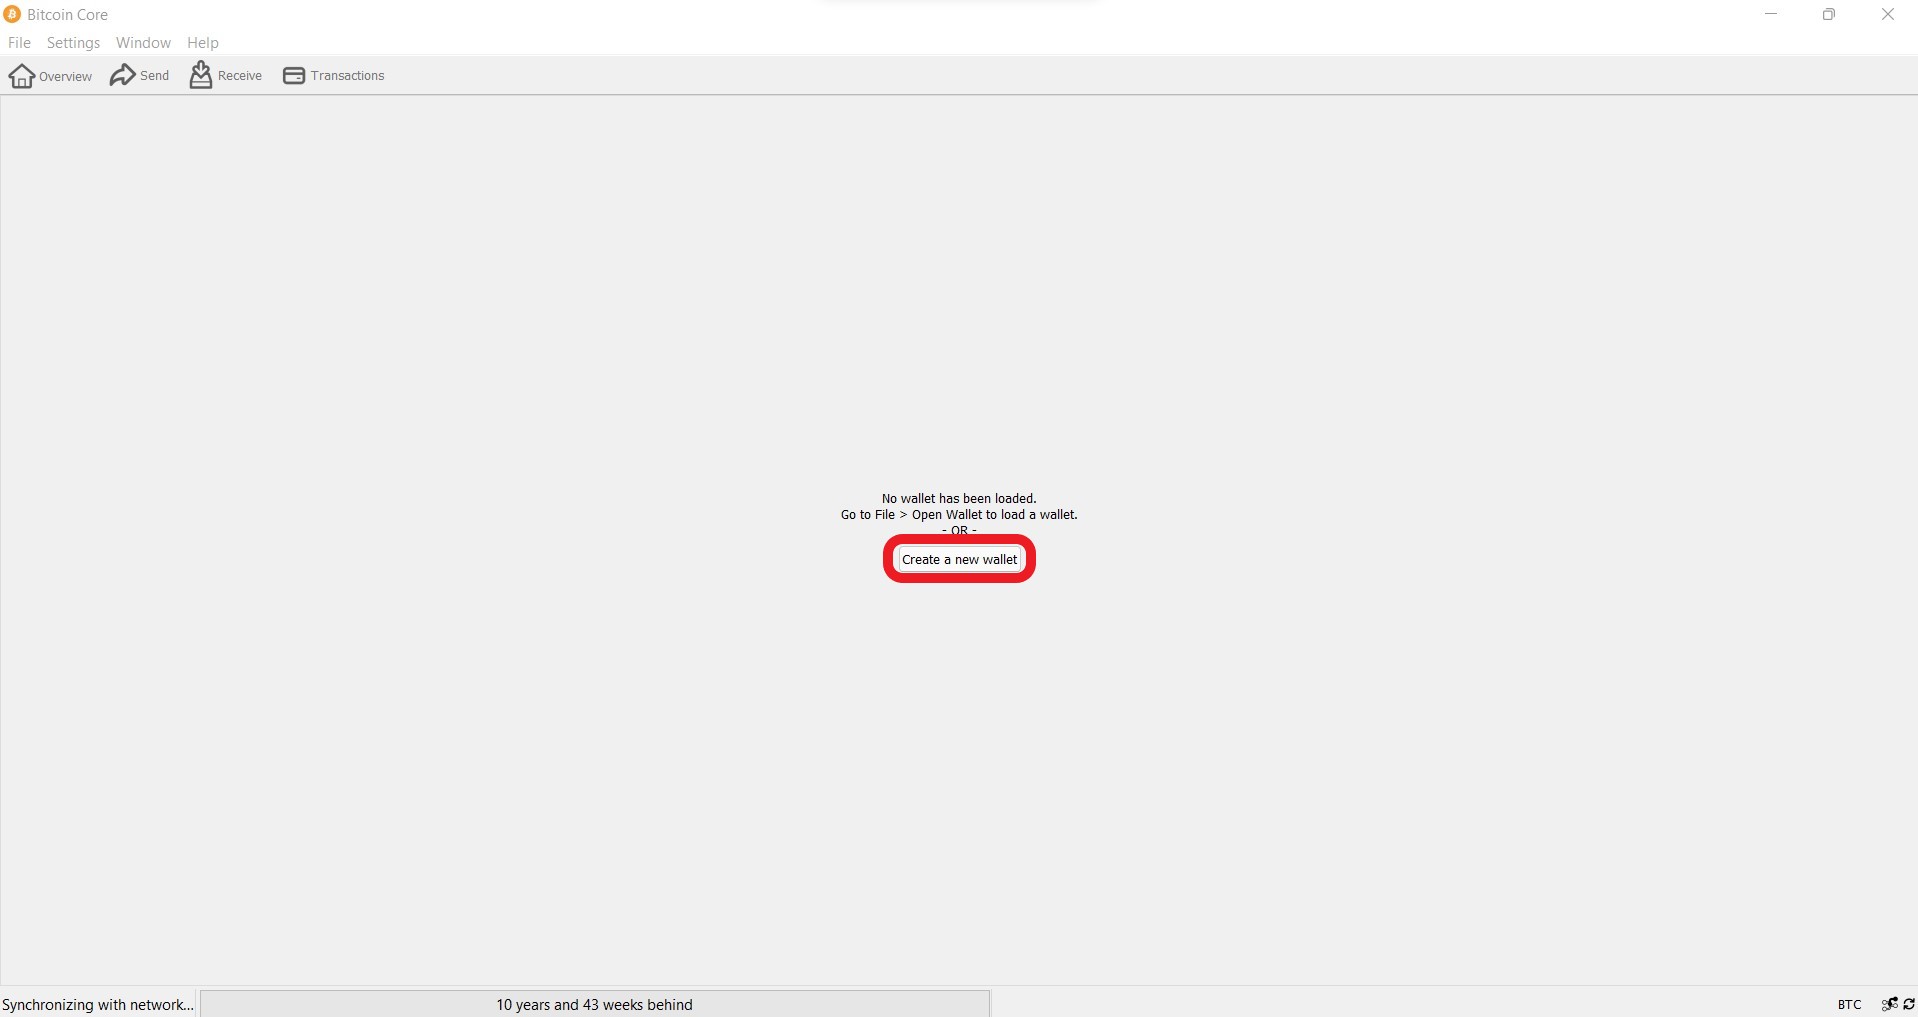 Bitcoin Core
File Settings Window Help
Overview Send Receive Transactions
No wallet has been loaded.
Go to File > Open Wallet to load a wallet.
- OR -
Create a new wallet
Synchronizing with network... 10 years and 43 weeks behind BTC